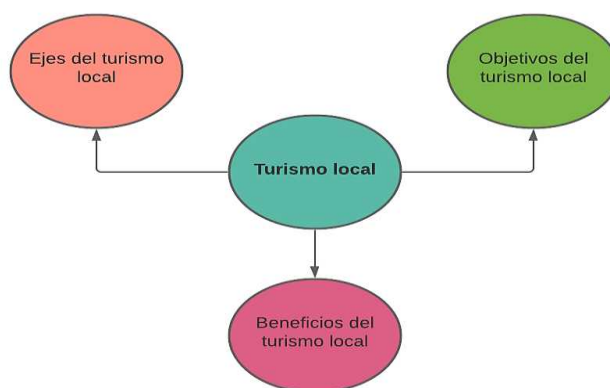 Ejes del turismo
local
Objetivos del
turismo local
Turismo local
Beneficios del
turismo local